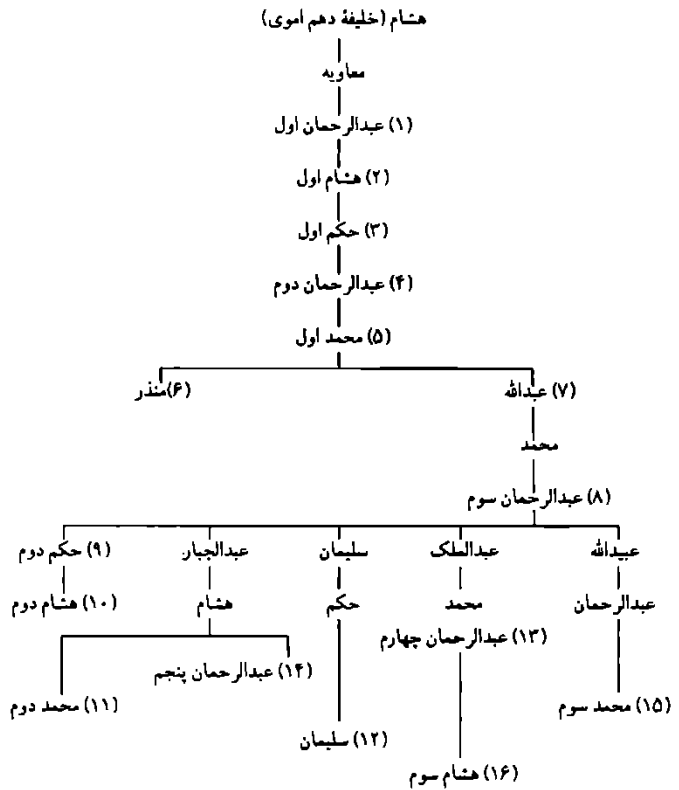 هشام (خلیفهٔ دهم اموی)
معاویه
(۱) عبدالرحمان اول
(۲) هشام اول
(۳) حکم اول
(۴) عبدالرحمان دوم
(۵) محمد اول
(۷) عبدالله (۶)منذر
محمد
(۸) عبدالرحمان سوم
عبیدالله عبدالملک سلیمان عبدالجبار (۹) حکم دوم
عبدالرحمان محمد حکم هشام (۱۰) هشام دوم
(۱۳) عبدالرحمان چهارم
(۱۴) عبدالرحمان پنجم
(۱۵) محمد سوم (۱۱) محمد دوم
(۱۲) سلیمان
(۱۶) هشام سوم